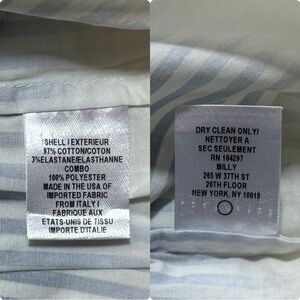 SHELL/EXTERIEUR
97% COTTON/COTON
3%ELASTANE/ELASTHANNE
COMBO
100% POLYESTER
MADE IN THE USA OF
IMPORTED FABRIC
FROM ITALY/
FABRIQUE AUX
ETATS-UNIS DE TISSU
IMPORTE D'ITALIE
DRY CLEAN ONLY/
NETTOYER A
SEC SEULEMENT
RN 104297
MILLY
265 W 37TH ST
20TH FLOOR
NEW YORK, NY 10018